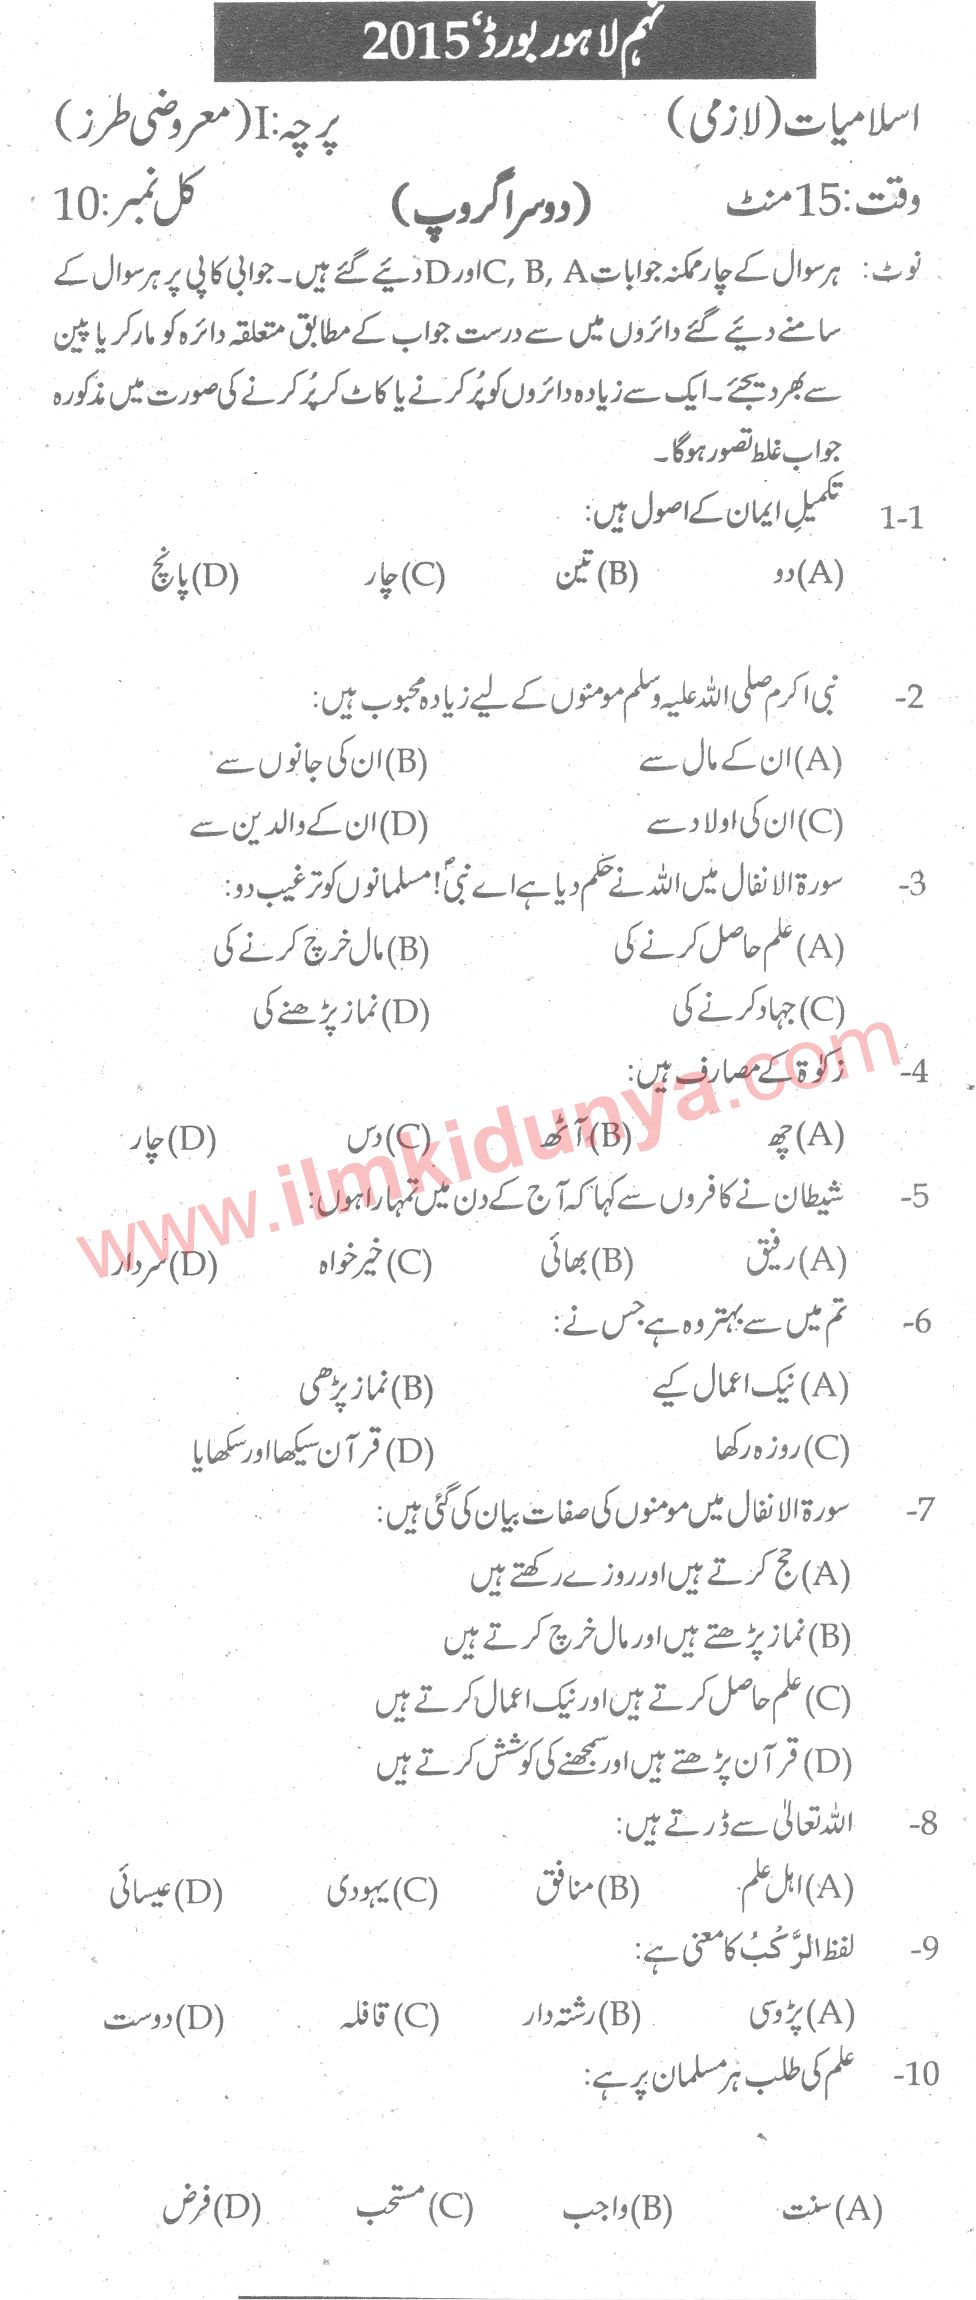 نہم لاہور بورڈ، 2015
اسلامیات (لازمی) پرچہ: I (معروضی طرز)
وقت: 15 منٹ (دوسرا گروپ) کل نمبر: 10
نوٹ: ہر سوال کے چار ممکنہ جوابات C, B, A اور D دیئے گئے ہیں۔ جوابی کاپی پر ہر سوال کے
سامنے دیئے گئے دائروں میں سے درست جواب کے مطابق متعلقہ دائرہ کو مارکر یا پین
سے بھر دیجئے۔ ایک سے زیادہ دائروں کو پُر کرنے یا کاٹ کر پُر کرنے کی صورت میں مذکورہ
جواب غلط تصور ہوگا۔
1-1 تکمیلِ ایمان کے اصول ہیں:
(A) دو (B) تین (C) چار (D) پانچ
2- نبی اکرم صلی اللہ علیہ وسلم مومنوں کے لیے زیادہ محبوب ہیں:
(A) ان کے مال سے (B) ان کی جانوں سے
(C) ان کی اولاد سے (D) ان کے والدین سے
3- سورۃ الانفال میں اللہ نے حکم دیا ہے اے نبیؐ! مسلمانوں کو ترغیب دو:
(A) علم حاصل کرنے کی (B) مال خرچ کرنے کی
(C) جہاد کرنے کی (D) نماز پڑھنے کی
4- زکوٰۃ کے مصارف ہیں:
(A) چھ (B) آٹھ (C) دس (D) چار
www.ilmkidunya.com
5- شیطان نے کافروں سے کہا کہ آج کے دن میں تمہارا ہوں:
(A) رفیق (B) بھائی (C) خیر خواہ (D) سردار
6- تم میں سے بہتر وہ ہے جس نے:
(A) نیک اعمال کیے (B) نماز پڑھی
(C) روزہ رکھا (D) قرآن سیکھا اور سکھایا
7- سورۃ الانفال میں مومنوں کی صفات بیان کی گئی ہیں:
(A) حج کرتے ہیں اور روزے رکھتے ہیں
(B) نماز پڑھتے ہیں اور مال خرچ کرتے ہیں
(C) علم حاصل کرتے ہیں اور نیک اعمال کرتے ہیں
(D) قرآن پڑھتے ہیں اور سمجھنے کی کوشش کرتے ہیں
8- اللہ تعالیٰ سے ڈرتے ہیں:
(A) اہل علم (B) منافق (C) یہودی (D) عیسائی
9- لفظ الرَّکْبُ کا معنی ہے:
(A) پڑوسی (B) رشتہ دار (C) قافلہ (D) دوست
10- علم کی طلب ہر مسلمان پر ہے:
(A) سنت (B) واجب (C) مستحب (D) فرض